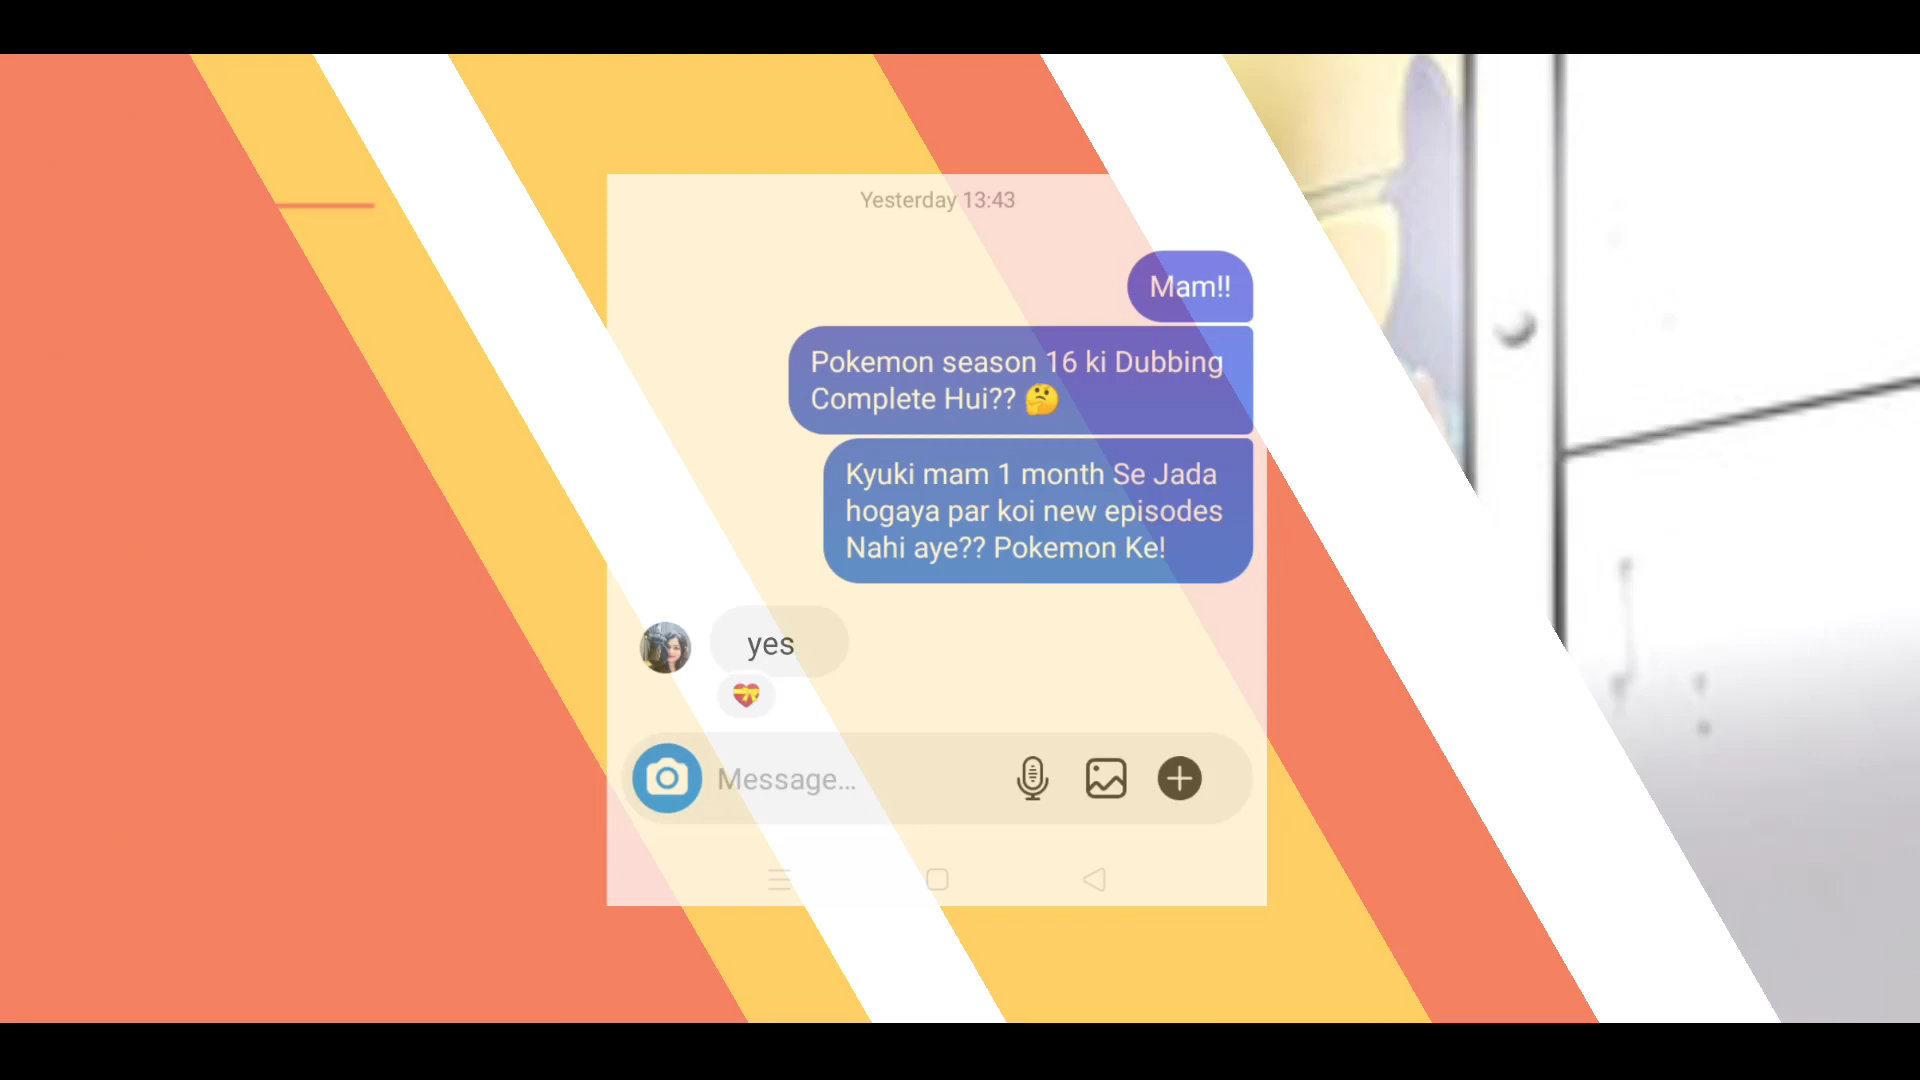 Yesterday 13:43
Mam!!
Pokemon season 16 ki Dubbing
Complete Hui?? 🤔
Kyuki mam 1 month Se Jada
hogaya par koi new episodes
Nahi aye?? Pokemon Ke!
yes
Message...